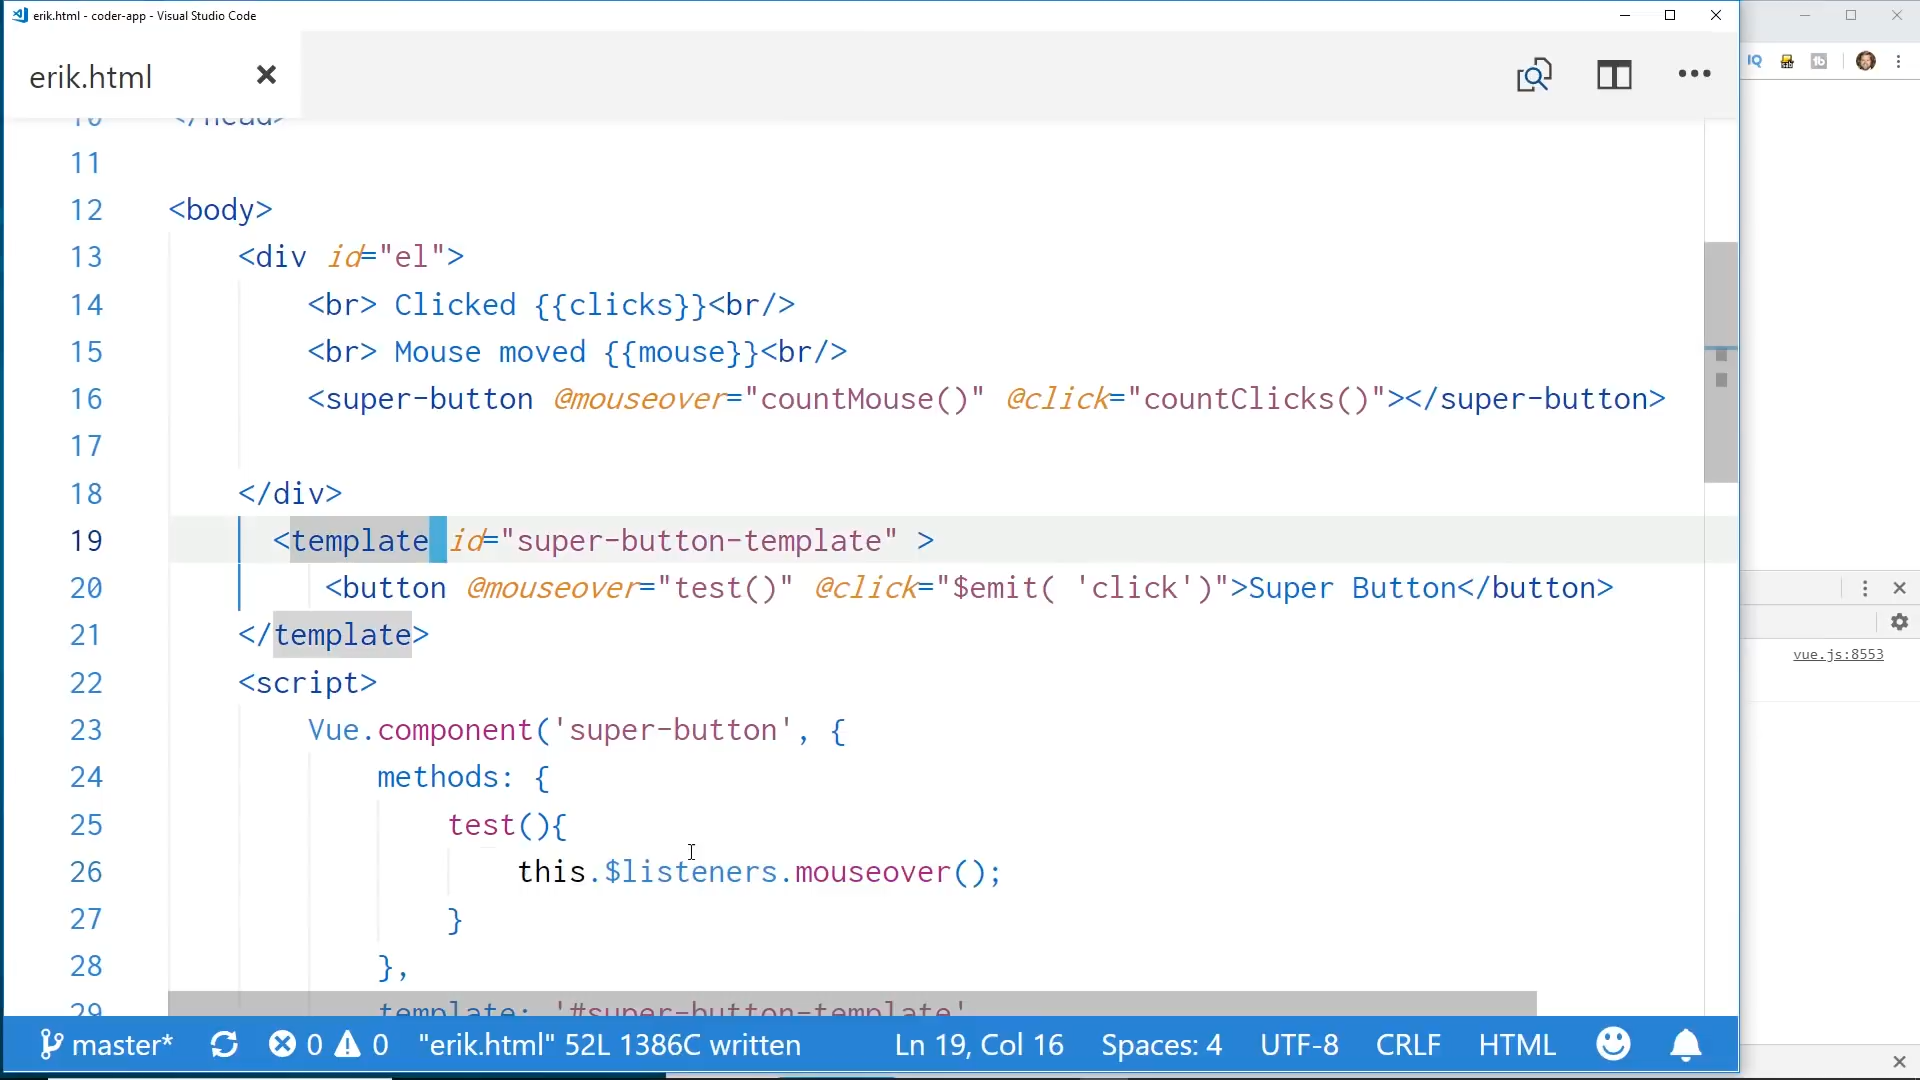 erik.html - coder-app - Visual Studio Code
erik.html
10 </head>
11
12 <body>
13 <div id="el">
14 <br> Clicked {{clicks}}<br/>
15 <br> Mouse moved {{mouse}}<br/>
16 <super-button @mouseover="countMouse()" @click="countClicks()"></super-button>
17
18 </div>
19 <template id="super-button-template" >
20 <button @mouseover="test()" @click="$emit( 'click')">Super Button</button>
21 </template>
22 <script>
23 Vue.component('super-button', {
24 methods: {
25 test(){
26 this.$listeners.mouseover();
27 }
28 },
29 template: '#super-button-template'
master* 0 0 "erik.html" 52L 1386C written Ln 19, Col 16 Spaces: 4 UTF-8 CRLF HTML
IQ
vue.js:8553